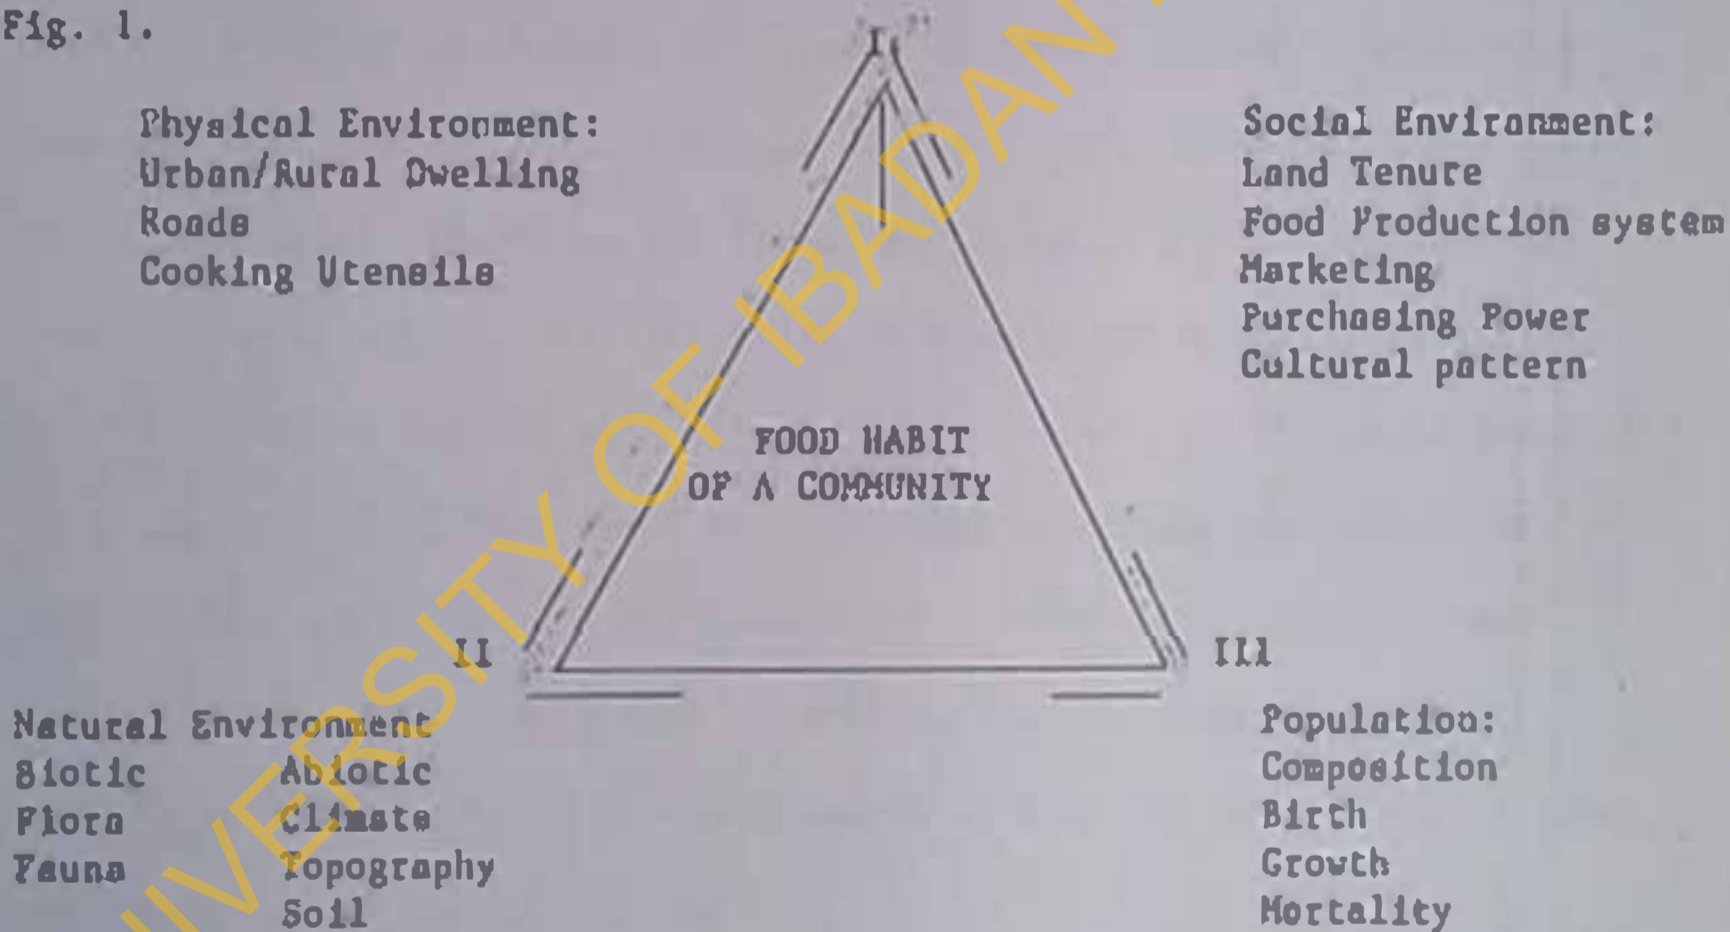 Fig. 1.
I
Physical Environment:
Urban/Rural Dwelling
Roads
Cooking Utensils
Social Environment:
Land Tenure
Food Production system
Marketing
Purchasing Power
Cultural pattern
FOOD HABIT
OF A COMMUNITY
II
III
Natural Environment
Biotic Abiotic
Flora Climate
Fauna Topography
Soil
Population:
Composition
Birth
Growth
Mortality
UNIVERSITY OF IBADAN